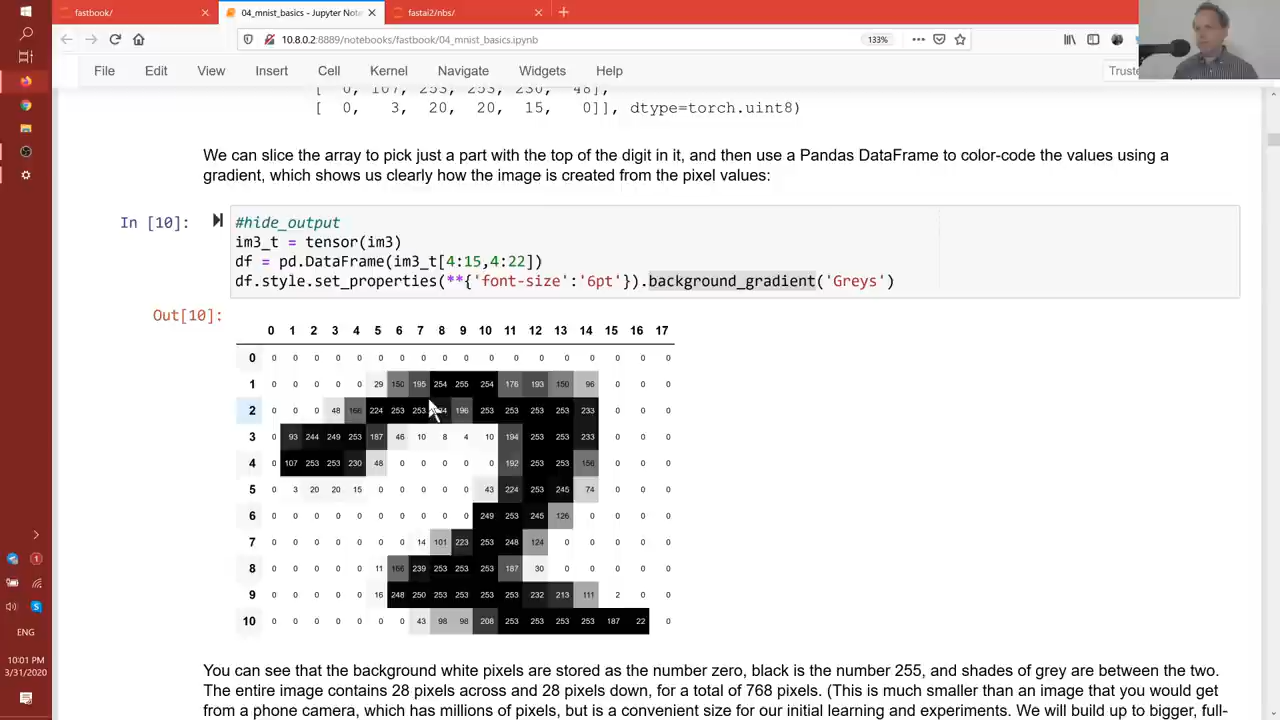 fastbook/
04_mnist_basics - Jupyter Note
fastai2/nbs/
10.8.0.2:8889/notebooks/fastbook/04_mnist_basics.ipynb
133%
File Edit View Insert Cell Kernel Navigate Widgets Help
Truste
[ 0, 107, 253, 253, 230, 48],
[ 0, 3, 20, 20, 15, 0]], dtype=torch.uint8)
We can slice the array to pick just a part with the top of the digit in it, and then use a Pandas DataFrame to color-code the values using a
gradient, which shows us clearly how the image is created from the pixel values:
In [10]:
#hide_output
im3_t = tensor(im3)
df = pd.DataFrame(im3_t[4:15,4:22])
df.style.set_properties(**{'font-size':'6pt'}).background_gradient('Greys')
Out[10]:
0 1 2 3 4 5 6 7 8 9 10 11 12 13 14 15 16 17
0 0 0 0 0 0 0 0 0 0 0 0 0 0 0 0 0 0 0
1 0 0 0 0 0 29 150 195 254 255 254 176 193 150 96 0 0 0
2 0 0 0 48 166 224 253 253 196 253 253 253 253 233 0 0 0
3 0 93 244 249 253 187 46 10 8 4 10 194 253 253 233 0 0 0
4 0 107 253 253 230 48 0 0 0 0 0 192 253 253 156 0 0 0
5 0 3 20 20 15 0 0 0 0 0 43 224 253 245 74 0 0 0
6 0 0 0 0 0 0 0 0 0 0 249 253 245 126 0 0 0 0
7 0 0 0 0 0 0 0 14 101 223 253 248 124 0 0 0 0 0
8 0 0 0 0 0 11 166 239 253 253 253 187 30 0 0 0 0 0
9 0 0 0 0 0 16 248 250 253 253 253 253 232 213 111 2 0 0
10 0 0 0 0 0 0 0 43 98 98 208 253 253 253 253 187 22 0
You can see that the background white pixels are stored as the number zero, black is the number 255, and shades of grey are between the two.
The entire image contains 28 pixels across and 28 pixels down, for a total of 768 pixels. (This is much smaller than an image that you would get
from a phone camera, which has millions of pixels, but is a convenient size for our initial learning and experiments. We will build up to bigger, full-
1
ENG
10:01 PM
3/31/2020